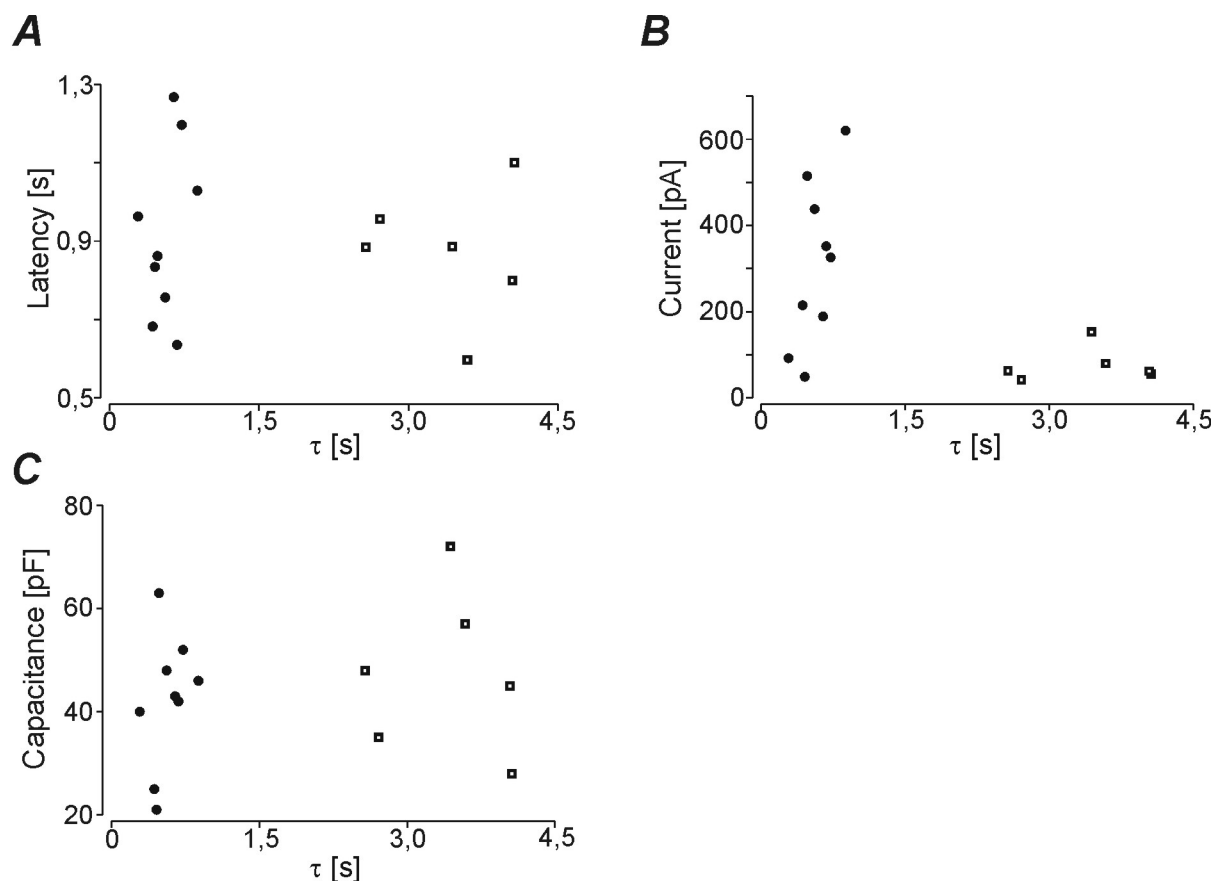 A
Latency [s]
1,3
0,9
0,5
0 1,5 3,0 4,5
τ [s]
B
Current [pA]
600
400
200
0
0 1,5 3,0 4,5
τ [s]
C
Capacitance [pF]
80
60
40
20
0 1,5 3,0 4,5
τ [s]